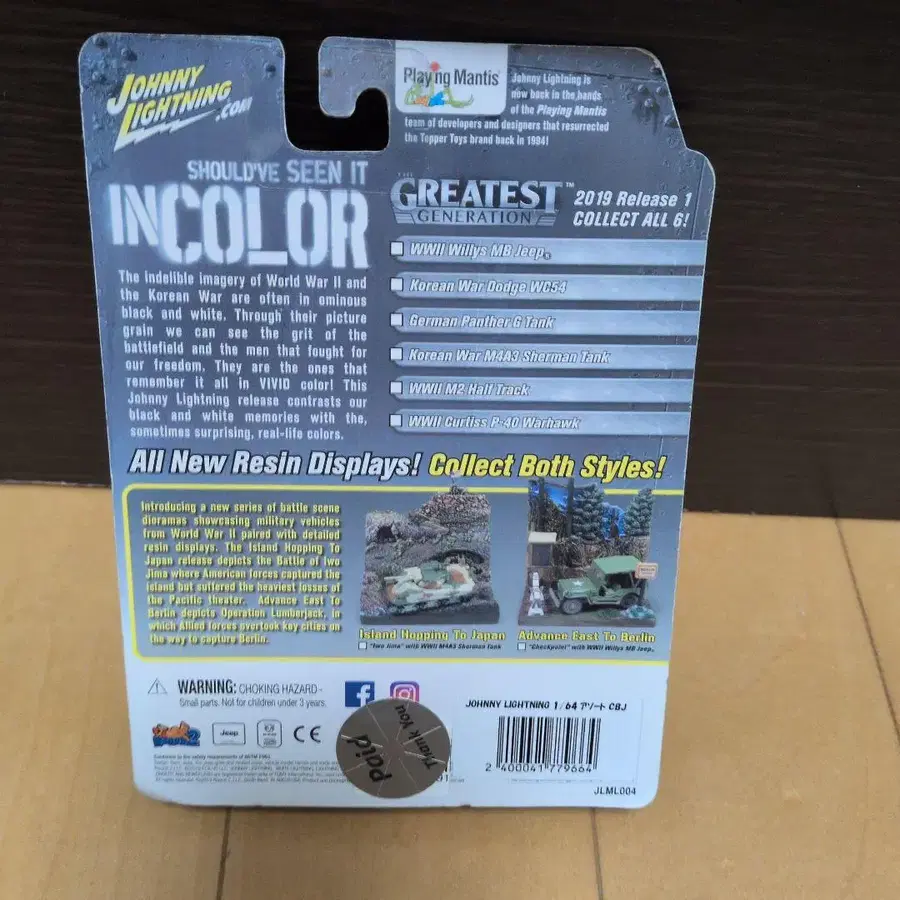 JOHNNY
LIGHTNING
.COM
Playing Mantis
Johnny Lightning is
now back in the hands
of the Playing Mantis
team of developers and designers that resurrected
the Topper Toys brand back in 1994!
SHOULD'VE SEEN IT
IN COLOR
The indelible imagery of World War II and
the Korean War are often in ominous
black and white. Through their picture
grain we can see the grit of the
battlefield and the men that fought for
our freedom. They are the ones that
remember it all in VIVID color! This
Johnny Lightning release contrasts our
black and white memories with the,
sometimes surprising, real-life colors.
THE
GREATEST™
GENERATION
2019 Release 1
COLLECT ALL 6!
WWII Willys MB Jeep®
Korean War Dodge WC54
German Panther G Tank
Korean War M4A3 Sherman Tank
WWII M2 Half Track
WWII Curtiss P-40 Warhawk
All New Resin Displays! Collect Both Styles!
Introducing a new series of battle scene
dioramas showcasing military vehicles
from World War II paired with detailed
resin displays. The Island Hopping To
Japan release depicts the Battle of Iwo
Jima where American forces captured the
island but suffered the heaviest losses of
the Pacific theater. Advance East To
Berlin depicts Operation Lumberjack, in
which Allied forces overtook key cities on
the way to capture Berlin.
Island Hopping To Japan
"Iwo Jima" with WWII M4A3 Sherman Tank
Advance East To Berlin
"Checkpoint" with WWII Willys MB Jeep®
WARNING: CHOKING HAZARD-
Small parts. Not for children under 3 years.
Jeep
CE
Paid
Thank You
JOHNNY LIGHTNING 1/64 アソート CBJ
2 400041 779664
JLML004